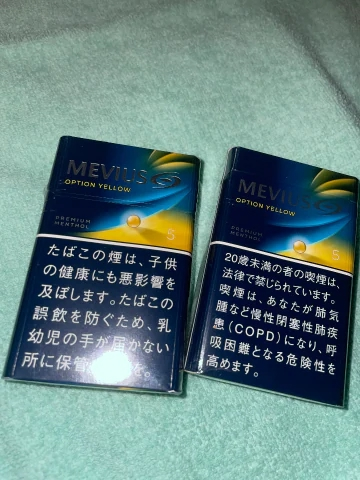 MEVIUS
OPTION YELLOW
PREMIUM
MENTHOL
5
たばこの煙は、子供
の健康にも悪影響を
及ぼします。たばこの
誤飲を防ぐため、乳
幼児の手が届かない
所に保管
。
MEVIUS
OPTION YELLOW
PREMIUM
MENTHOL
5
20歳未満の者の喫煙は、
法律で禁じられています。
喫煙は、あなたが肺気
腫など慢性閉塞性肺疾
患(COPD)になり、呼
吸困難となる危険性を
高めます。